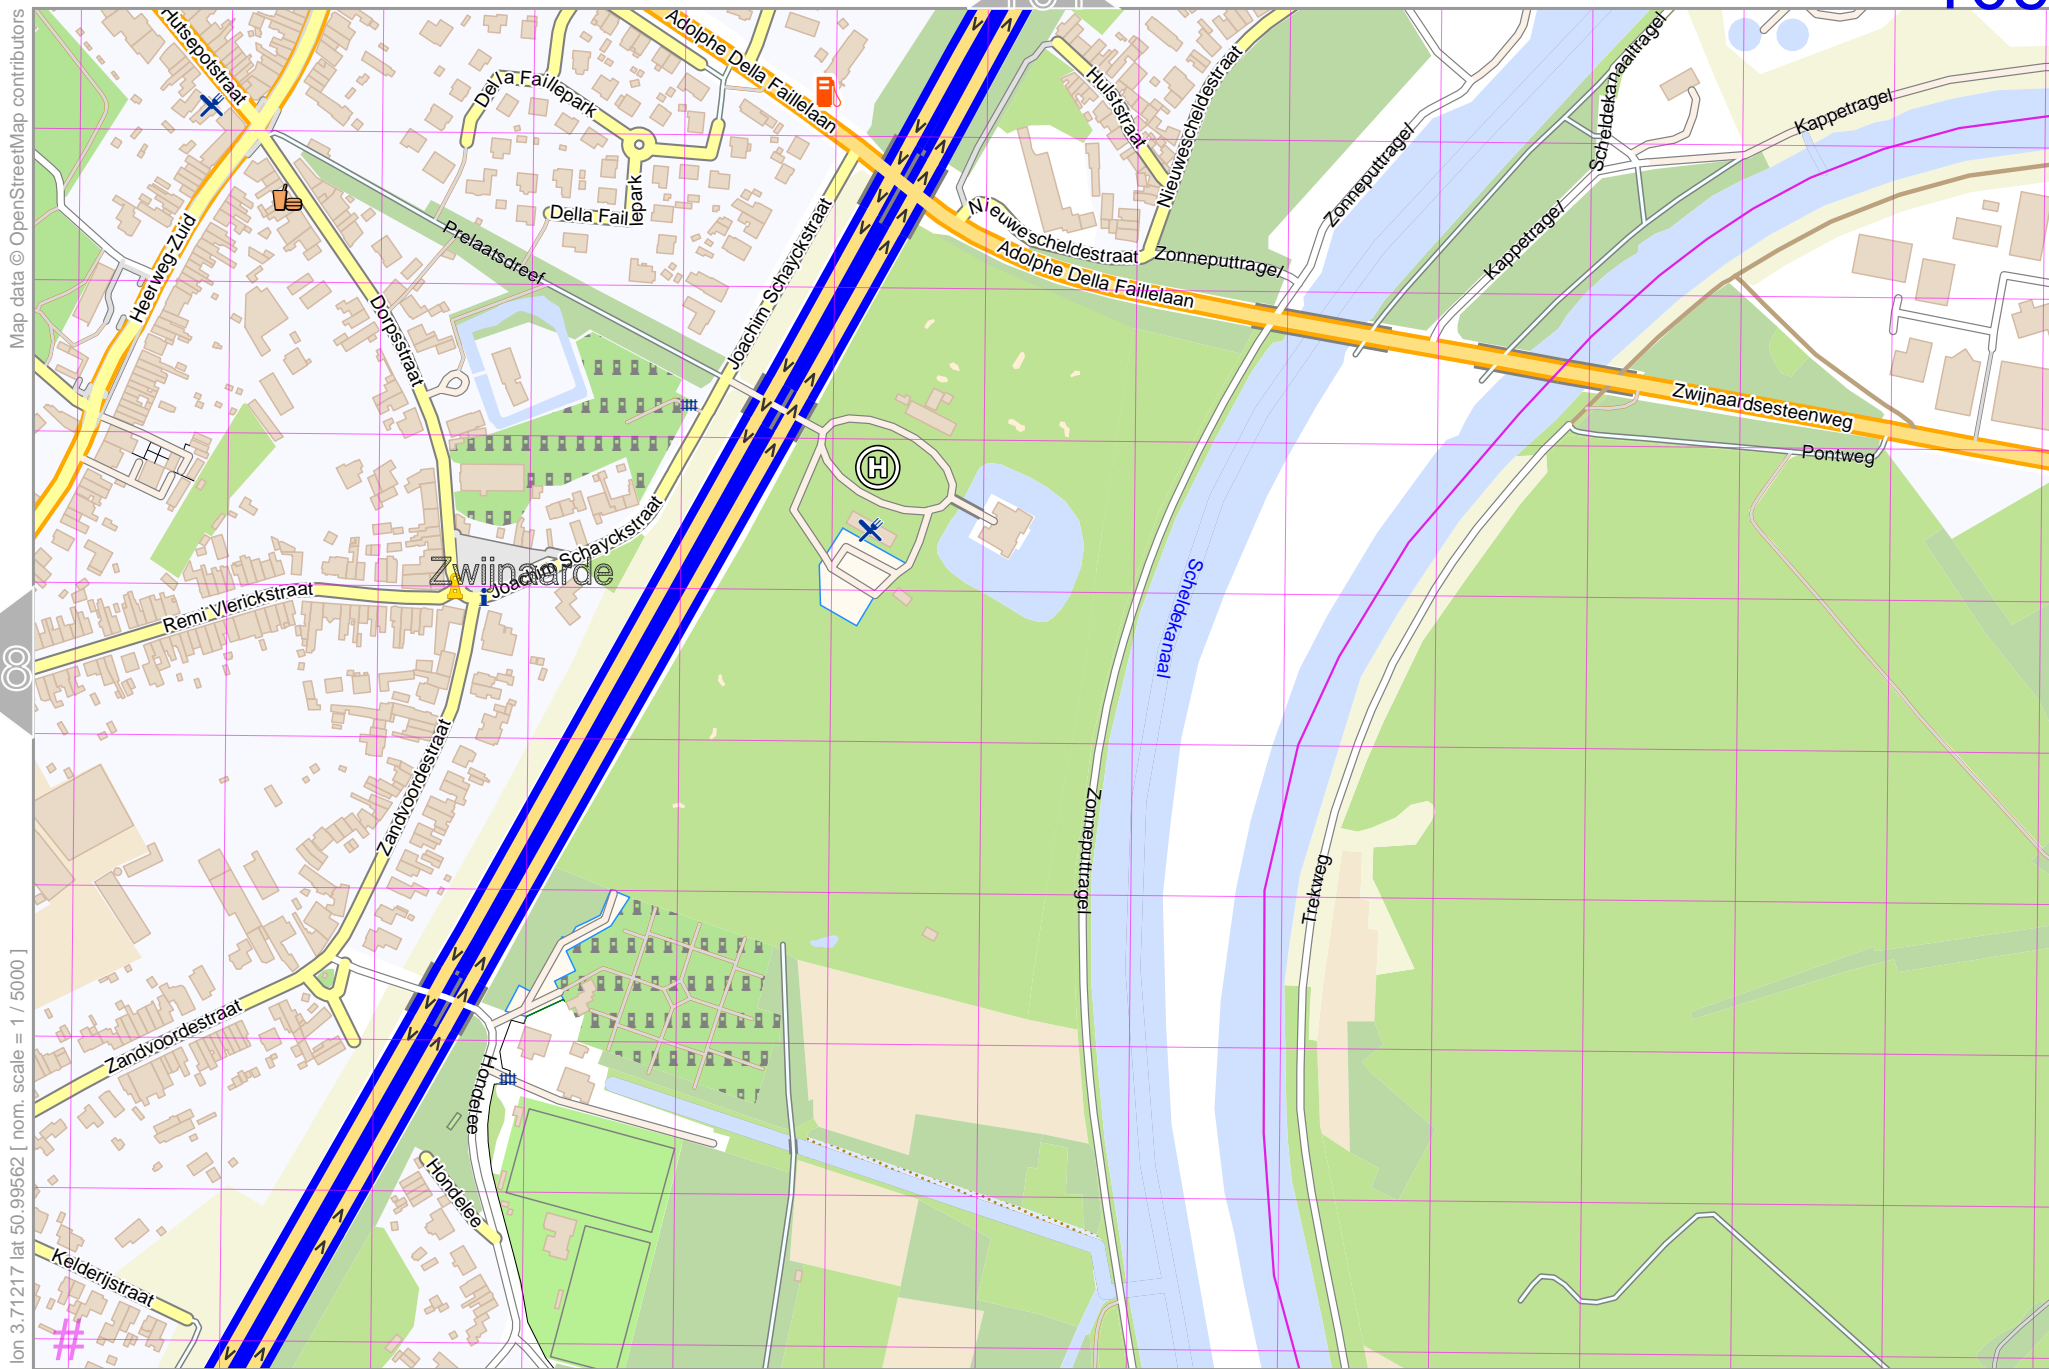 Map data © OpenStreetMap contributors
lon 3.71217 lat 50.99562 [ nom. scale = 1 / 5000 ]
8
Hutsepotstraat
Adolphe Della Faillelaan
Della Faillepark
Della Faillepark
Hulststraat
Nieuwescheldestraat
Scheldekanaaltragel
Kappetragel
Zonneputtragel
Prelaatsdreef
Joachim Schayckstraat
Nieuwescheldestraat
Zonneputtragel
Kappetragel
Adolphe Della Faillelaan
Heerweg-Zuid
Dorpsstraat
Zwijnaardsesteenweg
Pontweg
H
Joachim Schayckstraat
Zwijnaarde
i
Remi Vlerickstraat
Scheldekanaal
Zandvoordestraat
Zonneputtragel
Trekweg
Zandvoordestraat
Hondelee
Hondelee
Kelderijstraat
#